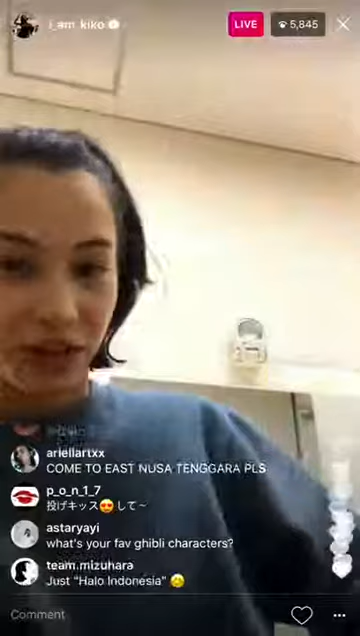 i_am_kiko
LIVE
5,845
ariellartxx
COME TO EAST NUSA TENGGARA PLS
p_o_n_1_7
投げキッス😍して～
astaryayi
what's your fav ghibli characters?
team.mizuhara
Just "Halo Indonesia" 😊
Comment